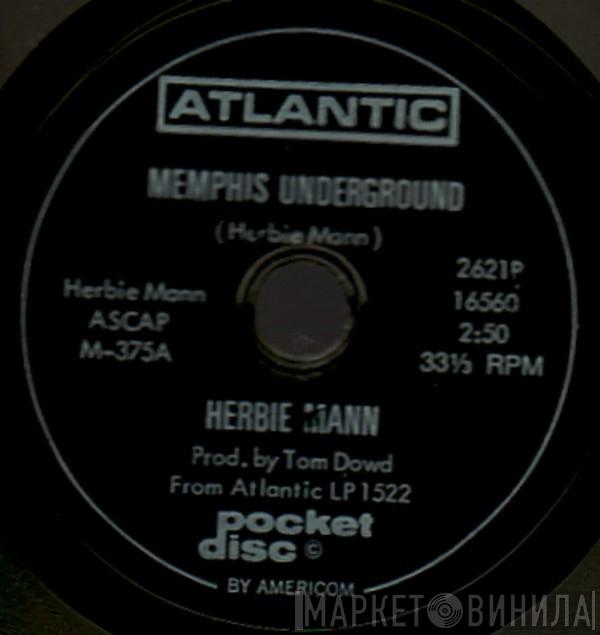 ATLANTIC
MEMPHIS UNDERGROUND
(Herbie Mann)
Herbie Mann
ASCAP
M-375A
2621P
16560
2:50
33⅓ RPM
HERBIE MANN
Prod. by Tom Dowd
From Atlantic LP 1522
pocket
disc ©
BY AMERICOM
МАРКЕТ ВИНИЛА